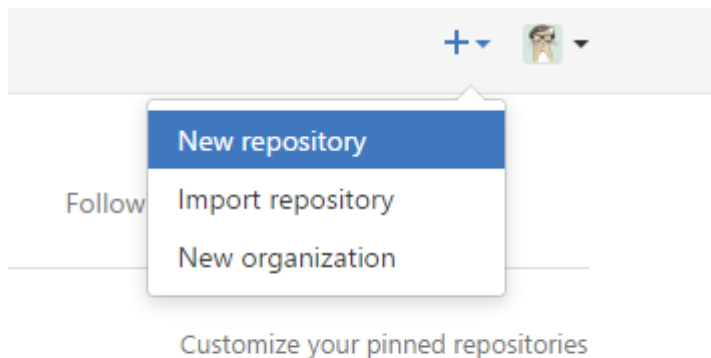 New repository
Follow
Import repository
New organization
Customize your pinned repositories